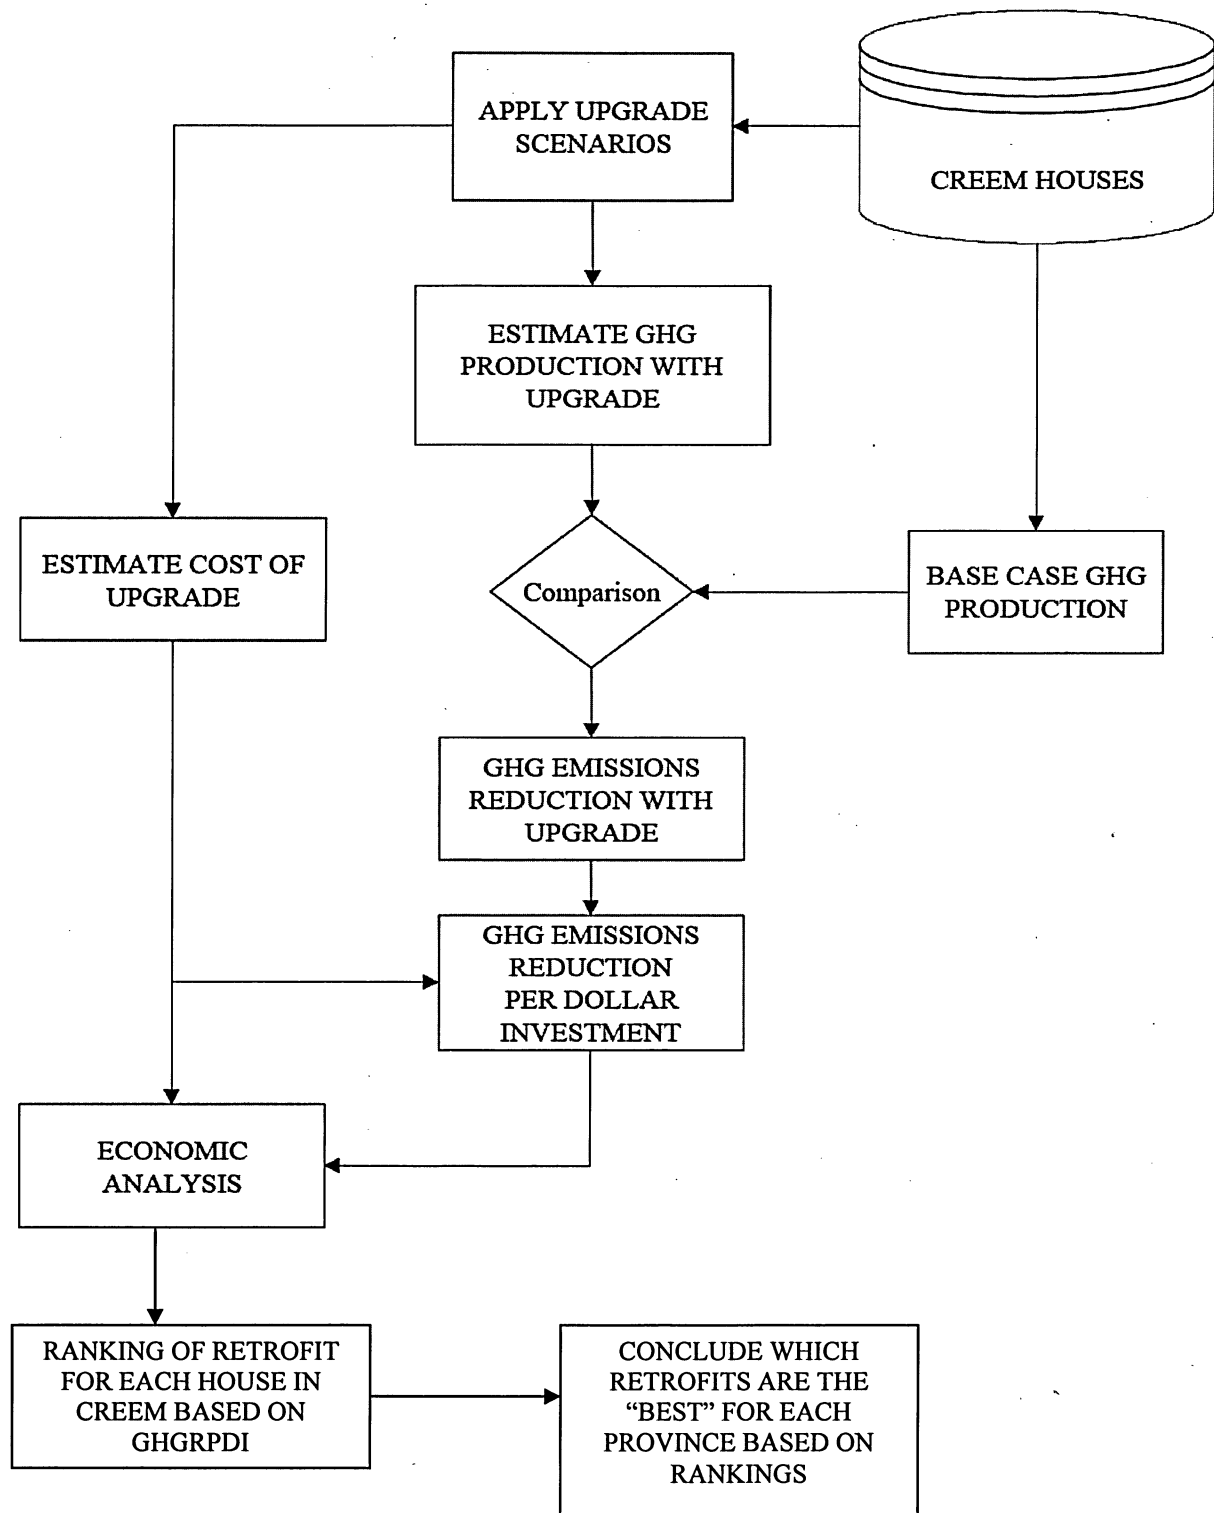 APPLY UPGRADE
SCENARIOS
CREEM HOUSES
ESTIMATE GHG
PRODUCTION WITH
UPGRADE
ESTIMATE COST OF
UPGRADE
Comparison
BASE CASE GHG
PRODUCTION
GHG EMISSIONS
REDUCTION WITH
UPGRADE
GHG EMISSIONS
REDUCTION
PER DOLLAR
INVESTMENT
ECONOMIC
ANALYSIS
RANKING OF RETROFIT
FOR EACH HOUSE IN
CREEM BASED ON
GHGRPDI
CONCLUDE WHICH
RETROFITS ARE THE
“BEST” FOR EACH
PROVINCE BASED ON
RANKINGS